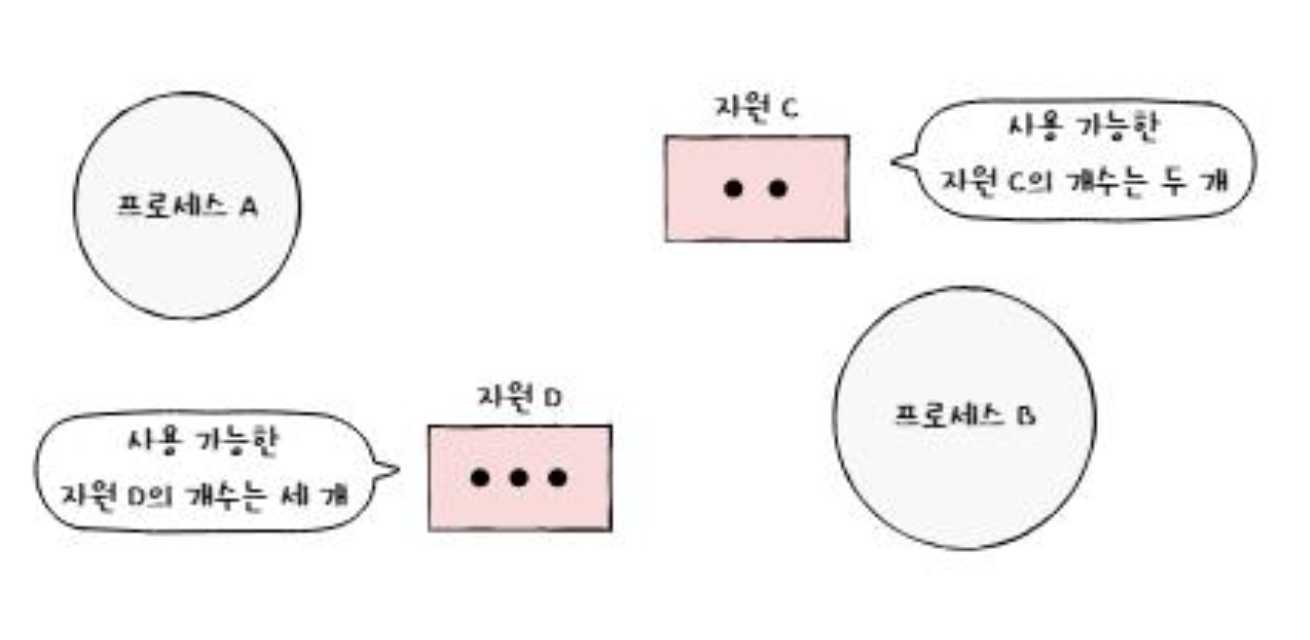 자원 C
사용 가능한
자원 C의 개수는 두 개
프로세스 A
자원 D
프로세스 B
사용 가능한
자원 D의 개수는 세 개